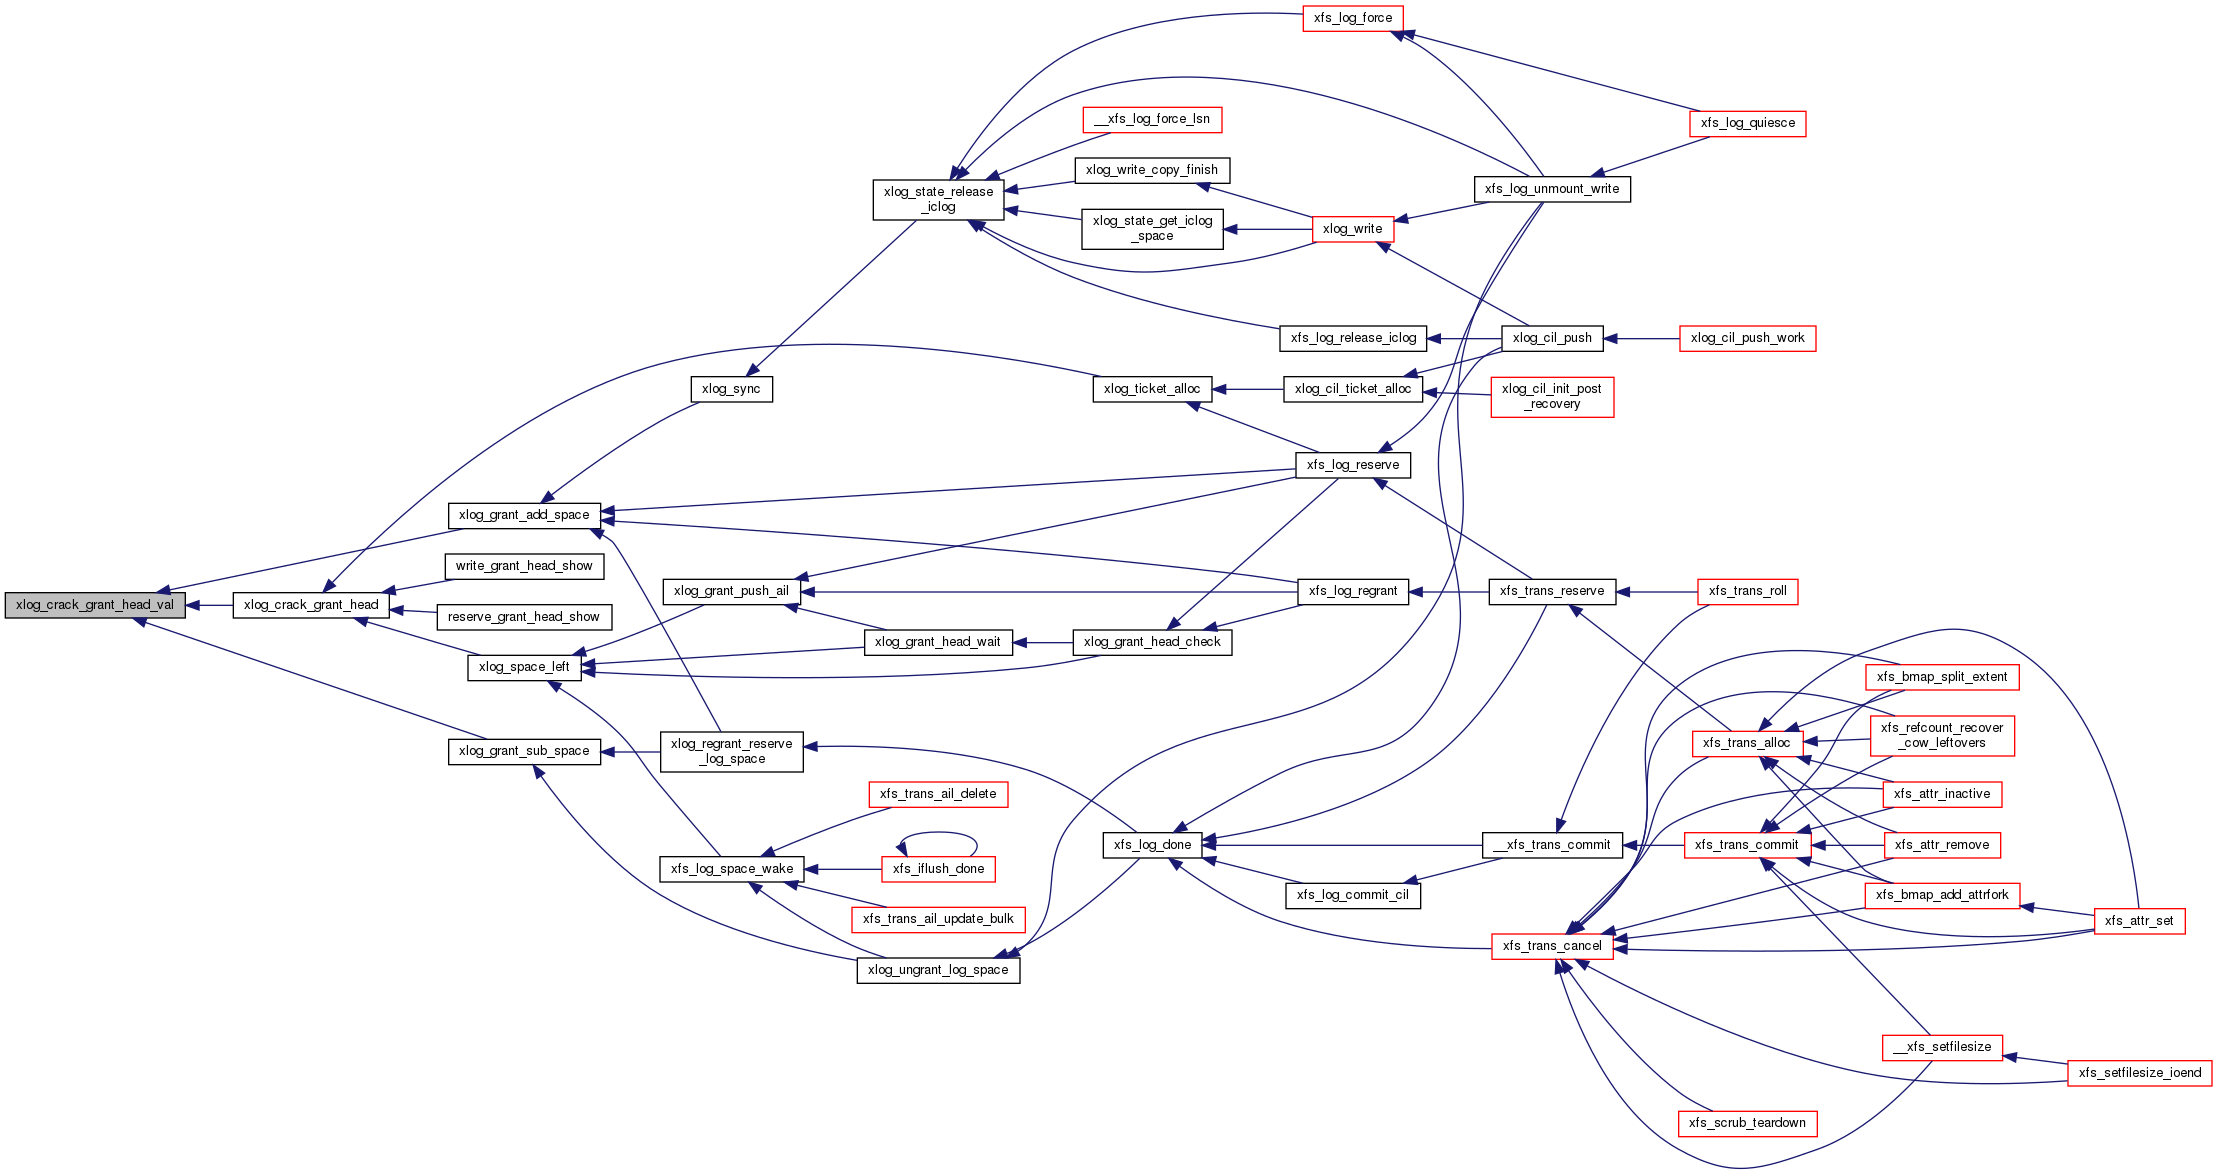 xfs_log_force
__xfs_log_force_lsn
xfs_log_quiesce
xlog_write_copy_finish
xlog_state_release
_iclog
xfs_log_unmount_write
xlog_state_get_iclog
_space
xlog_write
xfs_log_release_iclog
xlog_cil_push
xlog_cil_push_work
xlog_sync
xlog_ticket_alloc
xlog_cil_ticket_alloc
xlog_cil_init_post
_recovery
xfs_log_reserve
xlog_grant_add_space
write_grant_head_show
xlog_crack_grant_head_val
xlog_crack_grant_head
reserve_grant_head_show
xlog_grant_push_ail
xfs_log_regrant
xfs_trans_reserve
xfs_trans_roll
xlog_grant_head_wait
xlog_grant_head_check
xlog_space_left
xfs_bmap_split_extent
xfs_refcount_recover
_cow_leftovers
xfs_trans_alloc
xlog_grant_sub_space
xlog_regrant_reserve
_log_space
xfs_trans_ail_delete
xfs_attr_inactive
xfs_log_done
__xfs_trans_commit
xfs_trans_commit
xfs_attr_remove
xfs_log_space_wake
xfs_iflush_done
xfs_log_commit_cil
xfs_bmap_add_attrfork
xfs_trans_ail_update_bulk
xfs_attr_set
xfs_trans_cancel
xlog_ungrant_log_space
__xfs_setfilesize
xfs_setfilesize_ioend
xfs_scrub_teardown